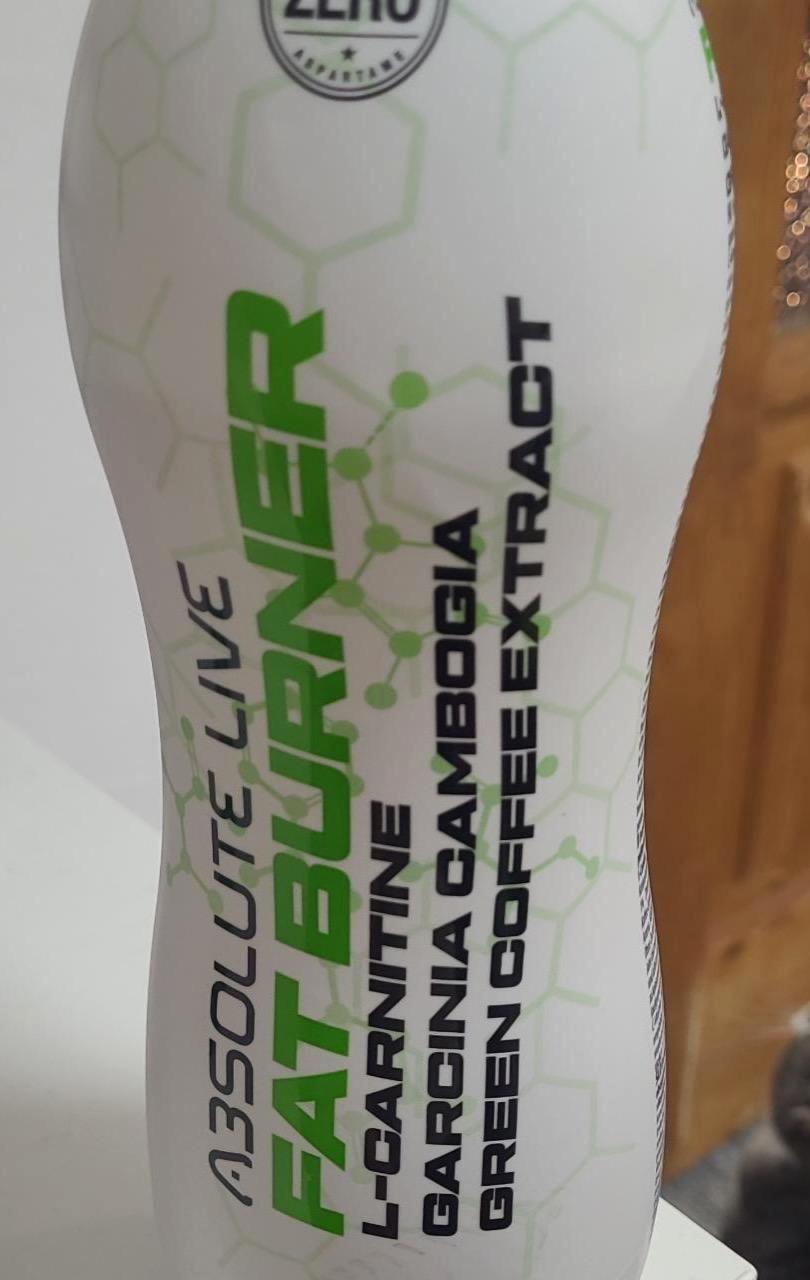 ZERO
ASPARTAME
ABSOLUTE LIVE
FAT BURNER
L-CARNITINE
GARCINIA CAMBOGIA
GREEN COFFEE EXTRACT